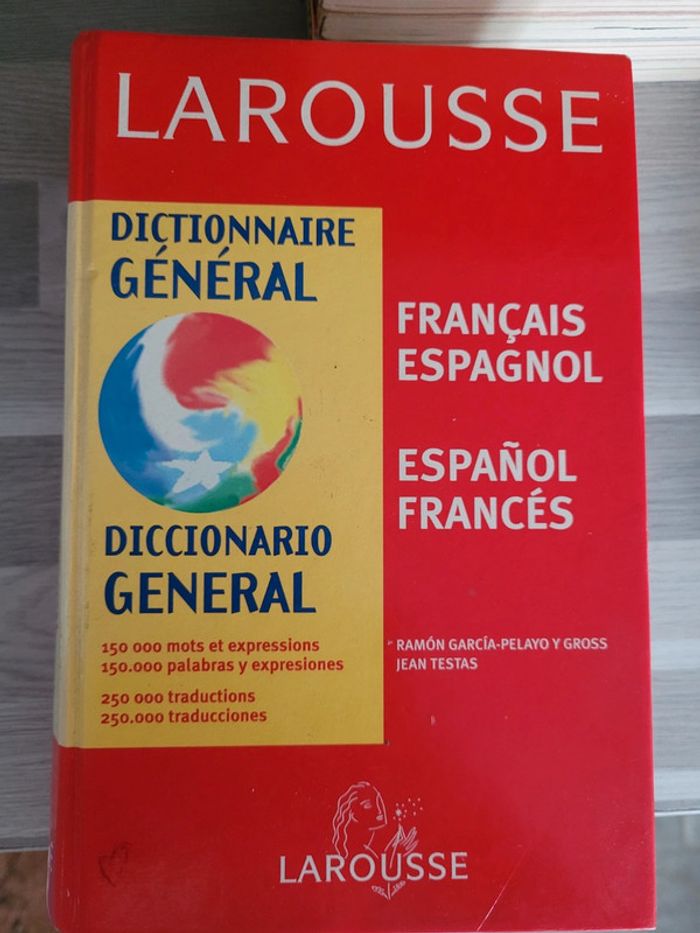 LAROUSSE
DICTIONNAIRE
GÉNÉRAL
FRANÇAIS
ESPAGNOL
ESPAÑOL
FRANCÉS
DICCIONARIO
GENERAL
150 000 mots et expressions
150.000 palabras y expresiones
250 000 traductions
250.000 traducciones
RAMÓN GARCÍA-PELAYO Y GROSS
JEAN TESTAS
LAROUSSE